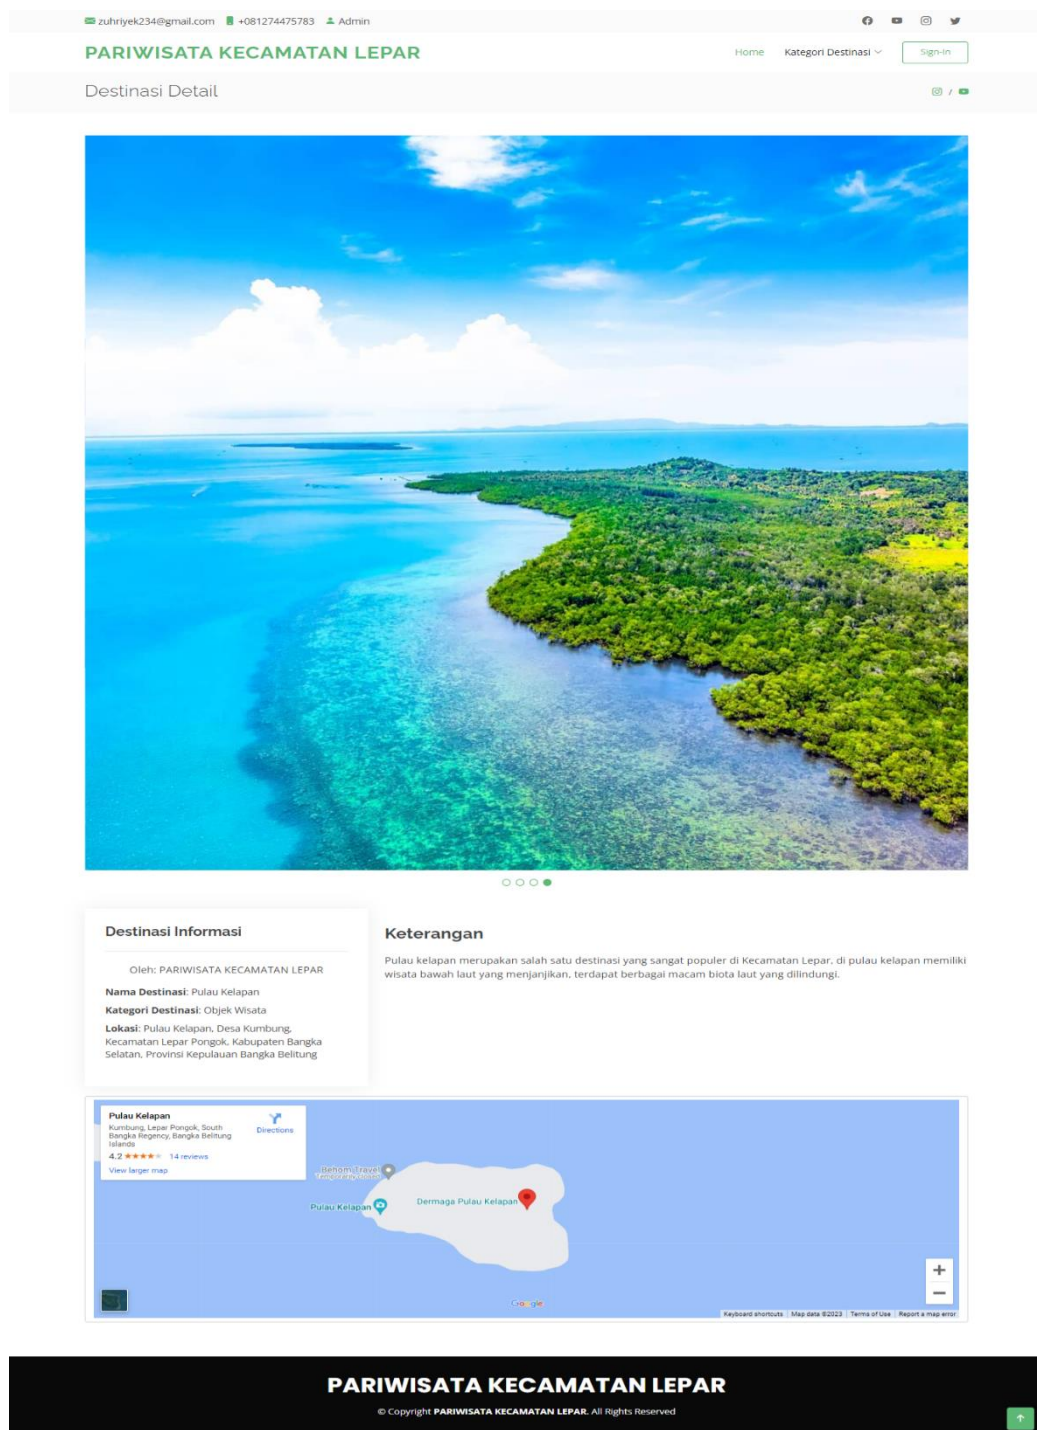 zuhriyek234@gmail.com +081274475783 Admin
PARIWISATA KECAMATAN LEPAR
Home Kategori Destinasi Sign-in
Destinasi Detail
/
Destinasi Informasi
Oleh: PARIWISATA KECAMATAN LEPAR
Nama Destinasi: Pulau Kelapan
Kategori Destinasi: Objek Wisata
Lokasi: Pulau Kelapan, Desa Kumbung,
Kecamatan Lepar Pongok, Kabupaten Bangka
Selatan, Provinsi Kepulauan Bangka Belitung
Keterangan
Pulau kelapan merupakan salah satu destinasi yang sangat populer di Kecamatan Lepar, di pulau kelapan memiliki
wisata bawah laut yang menjanjikan, terdapat berbagai macam biota laut yang dilindungi.
Pulau Kelapan
Kumbung, Lepar Pongok, South
Bangka Regency, Bangka Belitung
Islands
4.2 14 reviews
View larger map
Directions
Behom Travel
Temporarily closed
Pulau Kelapan
Dermaga Pulau Kelapan
+
−
Google
Keyboard shortcuts Map data ©2023 Terms of Use Report a map error
PARIWISATA KECAMATAN LEPAR
© Copyright PARIWISATA KECAMATAN LEPAR. All Rights Reserved